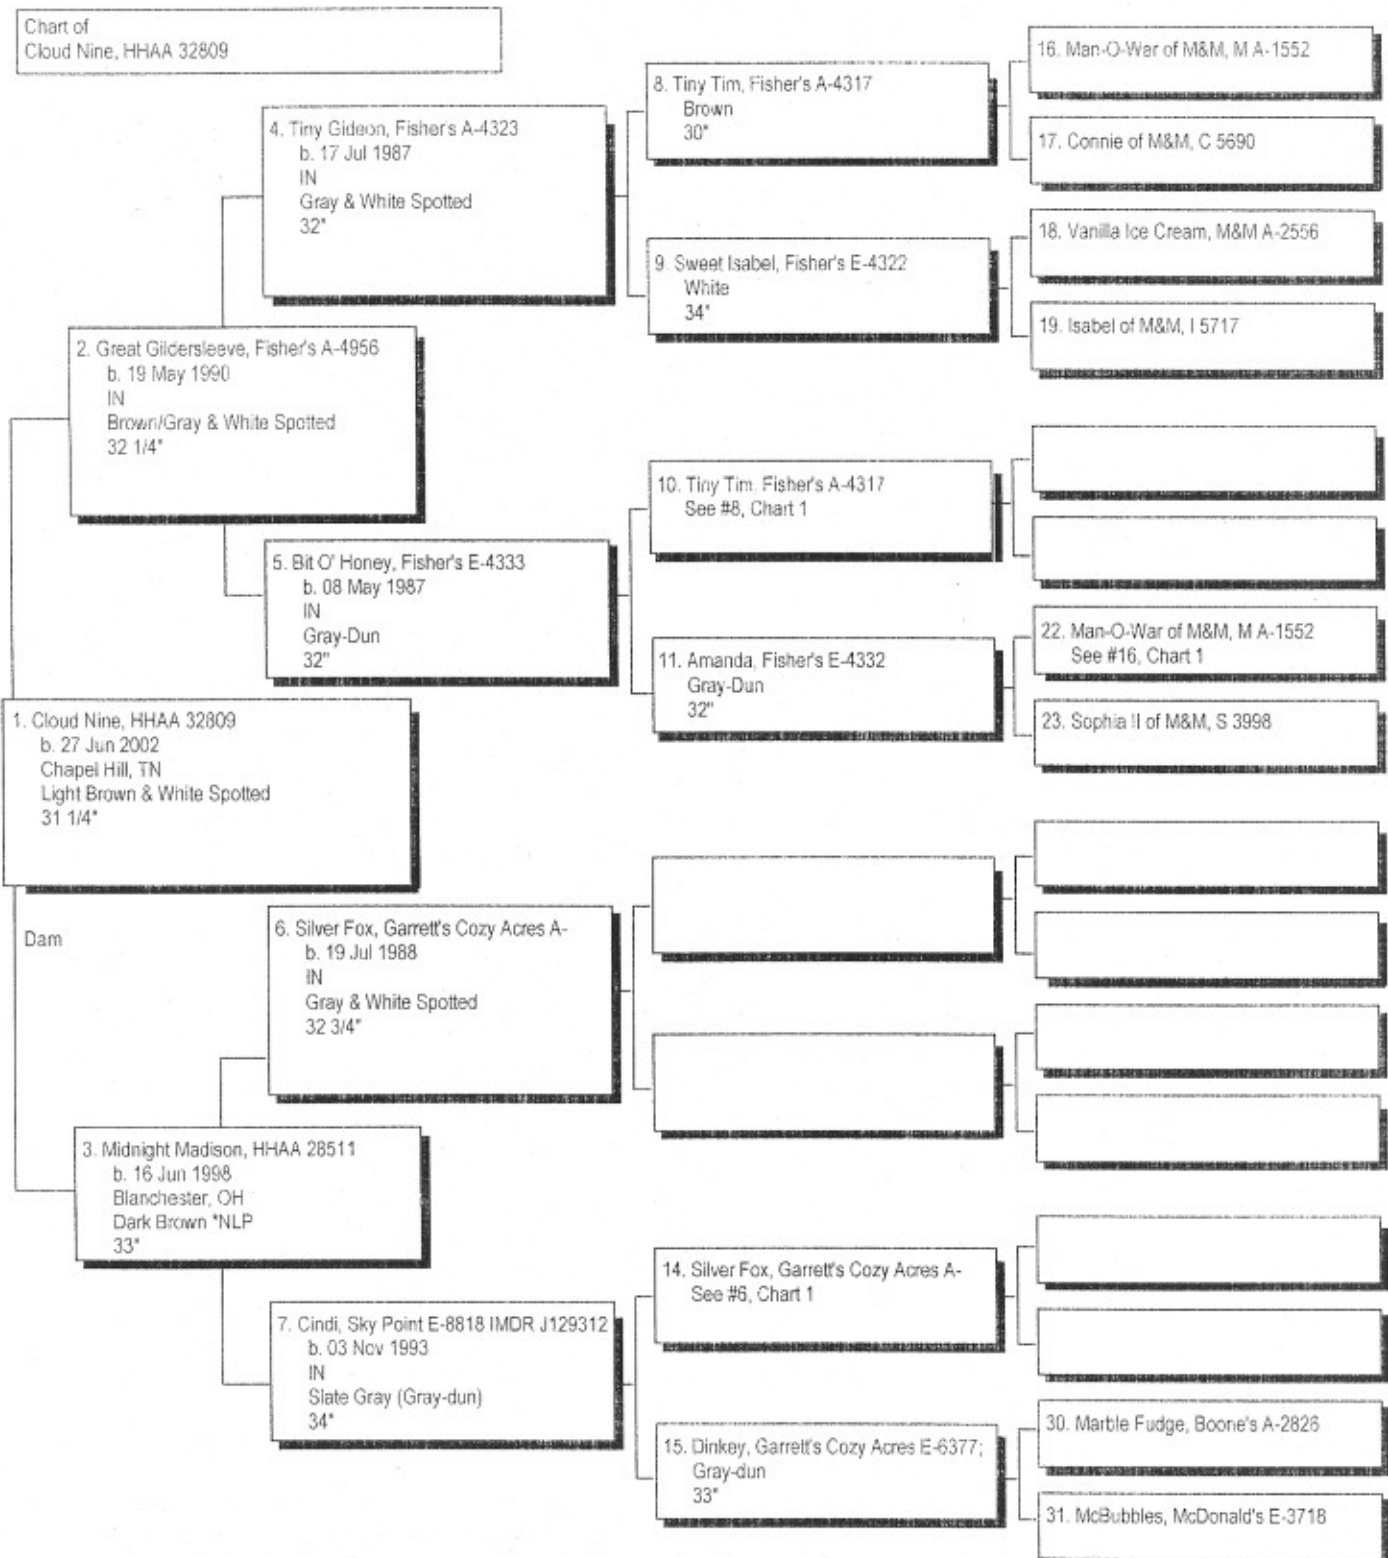 Chart of
Cloud Nine, HHAA 32809
16. Man-O-War of M&M, M A-1552
8. Tiny Tim, Fisher's A-4317
Brown
30"
4. Tiny Gideon, Fisher's A-4323
b. 17 Jul 1987
IN
Gray & White Spotted
32"
17. Connie of M&M, C 5690
18. Vanilla Ice Cream, M&M A-2556
9. Sweet Isabel, Fisher's E-4322
White
34"
19. Isabel of M&M, I 5717
2. Great Gildersleeve, Fisher's A-4956
b. 19 May 1990
IN
Brown/Gray & White Spotted
32 1/4"
10. Tiny Tim. Fisher's A-4317
See #8, Chart 1
5. Bit O' Honey, Fisher's E-4333
b. 08 May 1987
IN
Gray-Dun
32"
22. Man-O-War of M&M, M A-1552
See #16, Chart 1
11. Amanda, Fisher's E-4332
Gray-Dun
32"
23. Sophia II of M&M, S 3998
1. Cloud Nine, HHAA 32809
b. 27 Jun 2002
Chapel Hill, TN
Light Brown & White Spotted
31 1/4"
Dam
6. Silver Fox, Garrett's Cozy Acres A-
b. 19 Jul 1988
IN
Gray & White Spotted
32 3/4"
3. Midnight Madison, HHAA 28511
b. 16 Jun 1998
Blanchester, OH
Dark Brown *NLP
33"
14. Silver Fox, Garrett's Cozy Acres A-
See #6, Chart 1
7. Cindi, Sky Point E-8818 IMDR J129312
b. 03 Nov 1993
IN
Slate Gray (Gray-dun)
34"
30. Marble Fudge, Boone's A-2826
15. Dinkey, Garrett's Cozy Acres E-6377;
Gray-dun
33"
31. McBubbles, McDonald's E-3718